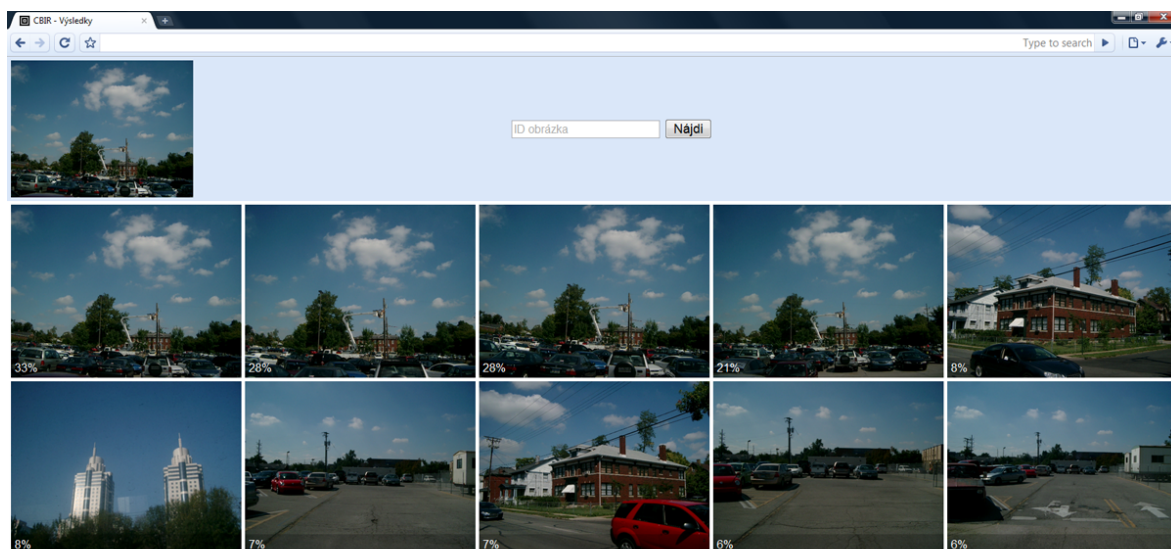 CBIR - Výsledky
Type to search
ID obrázka Nájdi
33% 28% 28% 21% 8%
8% 7% 7% 6% 6%